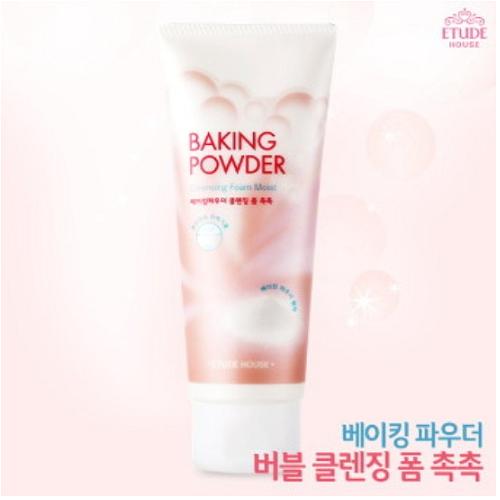 ETUDE
HOUSE
BAKING
POWDER
Cleansing Foam Moist
베이킹파우더 클렌징 폼 촉촉
ETUDE HOUSE
베이킹 파우더
버블 클렌징 폼 촉촉